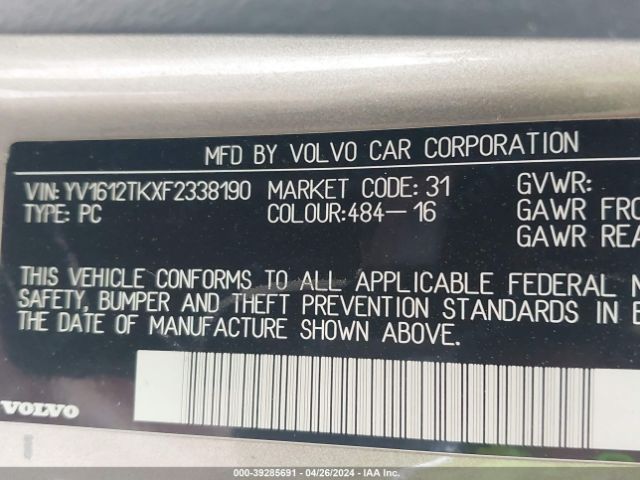 MFD BY VOLVO CAR CORPORATION
VIN: YV1612TKXF2338190 MARKET CODE: 31 GVWR:
TYPE: PC COLOUR:484-16 GAWR FRO
GAWR REA
THIS VEHICLE CONFORMS TO ALL APPLICABLE FEDERAL M
SAFETY, BUMPER AND THEFT PREVENTION STANDARDS IN E
THE DATE OF MANUFACTURE SHOWN ABOVE.
VOLVO
000-39285691 - 04/26/2024 - IAA Inc.